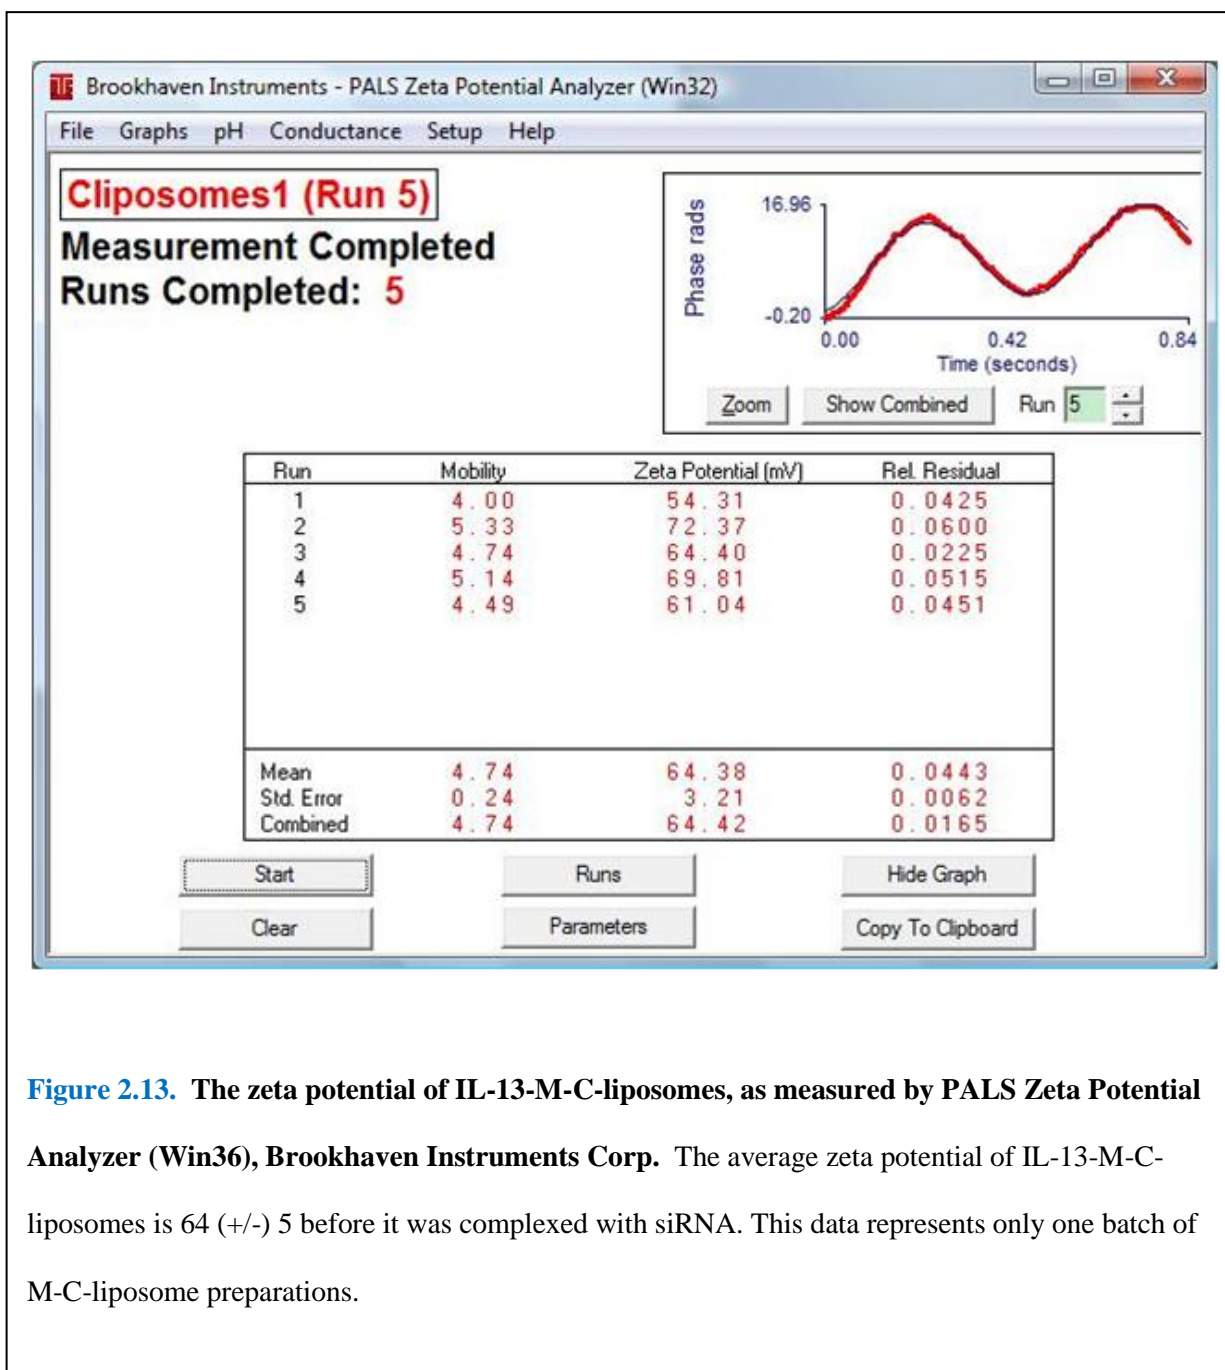 Brookhaven Instruments - PALS Zeta Potential Analyzer (Win32)
File Graphs pH Conductance Setup Help
Cliposomes1 (Run 5)
Measurement Completed
Runs Completed: 5
Phase rads
16.96
-0.20
0.00 0.42 0.84
Time (seconds)
Zoom Show Combined Run 5
Run Mobility Zeta Potential (mV) Rel. Residual
1 4.00 54.31 0.0425
2 5.33 72.37 0.0600
3 4.74 64.40 0.0225
4 5.14 69.81 0.0515
5 4.49 61.04 0.0451
Mean 4.74 64.38 0.0443
Std. Error 0.24 3.21 0.0062
Combined 4.74 64.42 0.0165
Start Runs Hide Graph
Clear Parameters Copy To Clipboard
Figure 2.13. The zeta potential of IL-13-M-C-liposomes, as measured by PALS Zeta Potential
Analyzer (Win36), Brookhaven Instruments Corp. The average zeta potential of IL-13-M-C-
liposomes is 64 (+/-) 5 before it was complexed with siRNA. This data represents only one batch of
M-C-liposome preparations.